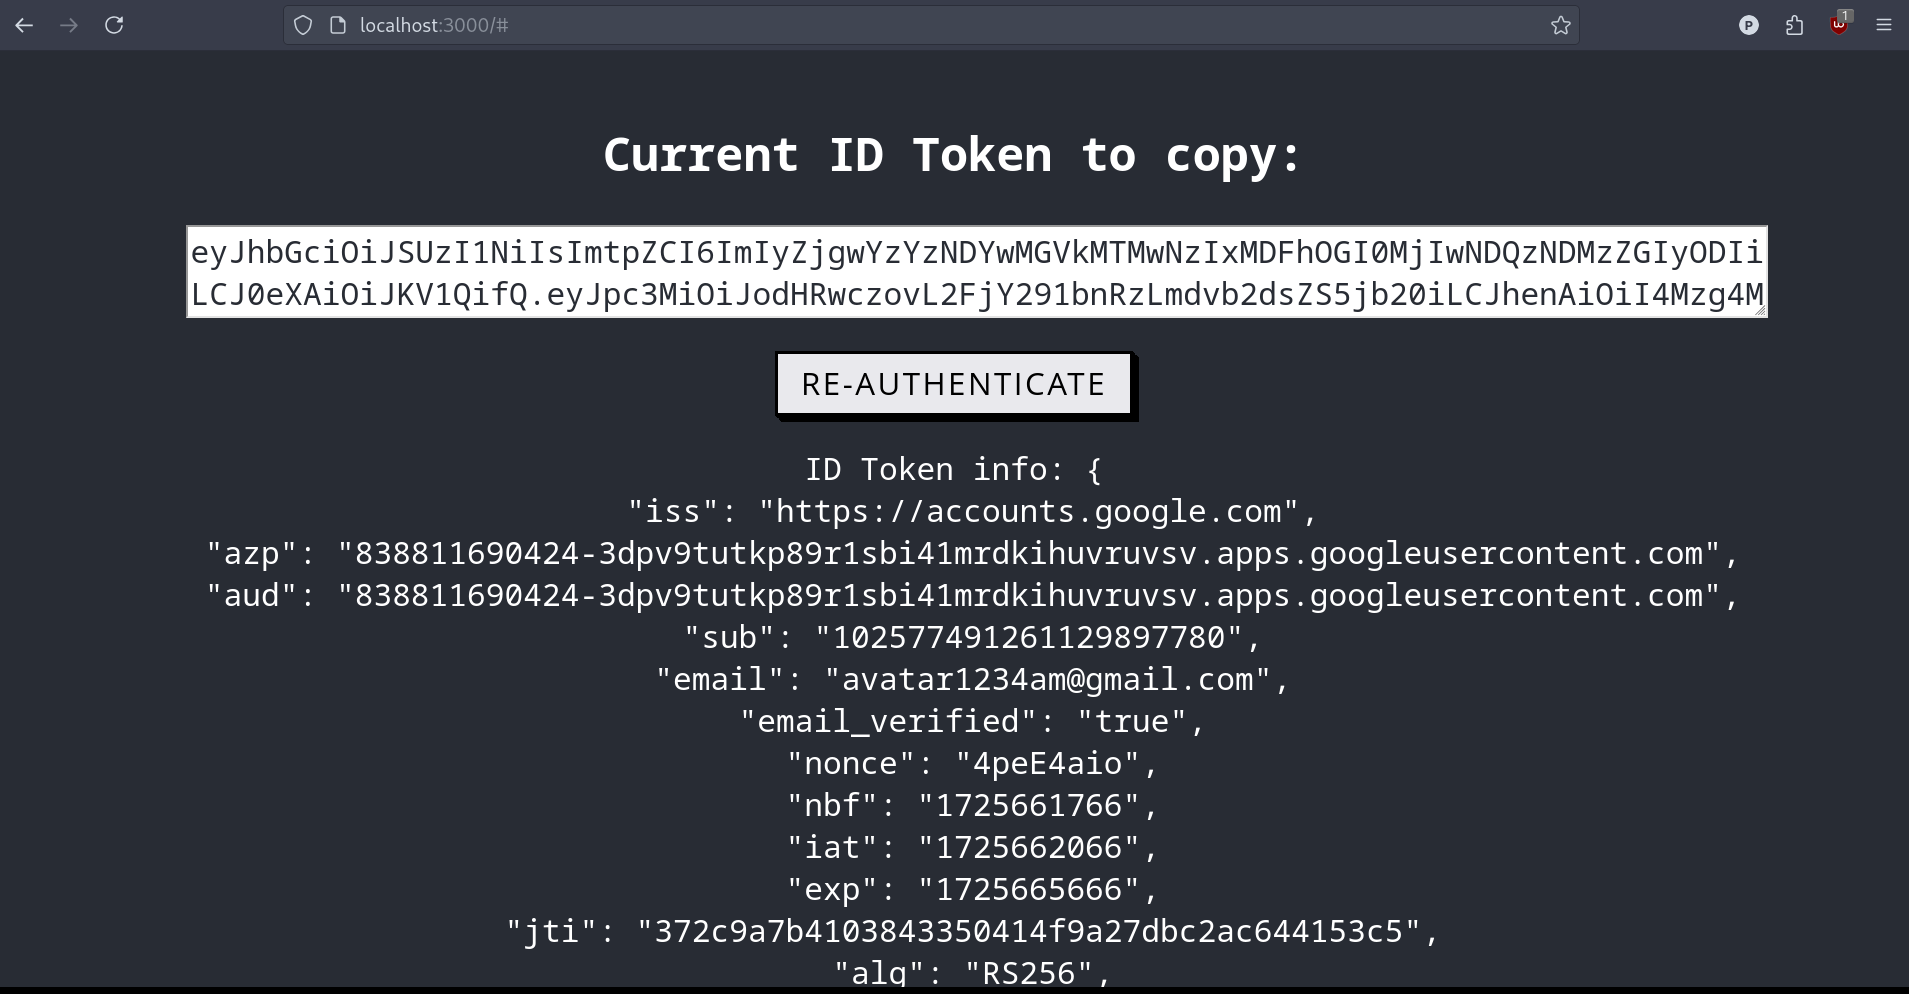 localhost:3000/#
P
1
Current ID Token to copy:
eyJhbGciOiJSUzI1NiIsImtpZCI6ImIyZjgwYzYzNDYwMGVkMTMwNzIxMDFhOGI0MjIwNDQzNDMzZGIyODIi
LCJ0eXAiOiJKV1QifQ.eyJpc3MiOiJodHRwczovL2FjY291bnRzLmdvb2dsZS5jb20iLCJhenAiOiI4Mzg4M
RE-AUTHENTICATE
ID Token info: {
"iss": "https://accounts.google.com",
"azp": "838811690424-3dpv9tutkp89r1sbi41mrdkihuvruvsv.apps.googleusercontent.com",
"aud": "838811690424-3dpv9tutkp89r1sbi41mrdkihuvruvsv.apps.googleusercontent.com",
"sub": "102577491261129897780",
"email": "avatar1234am@gmail.com",
"email_verified": "true",
"nonce": "4peE4aio",
"nbf": "1725661766",
"iat": "1725662066",
"exp": "1725665666",
"jti": "372c9a7b4103843350414f9a27dbc2ac644153c5",
"alg": "RS256",